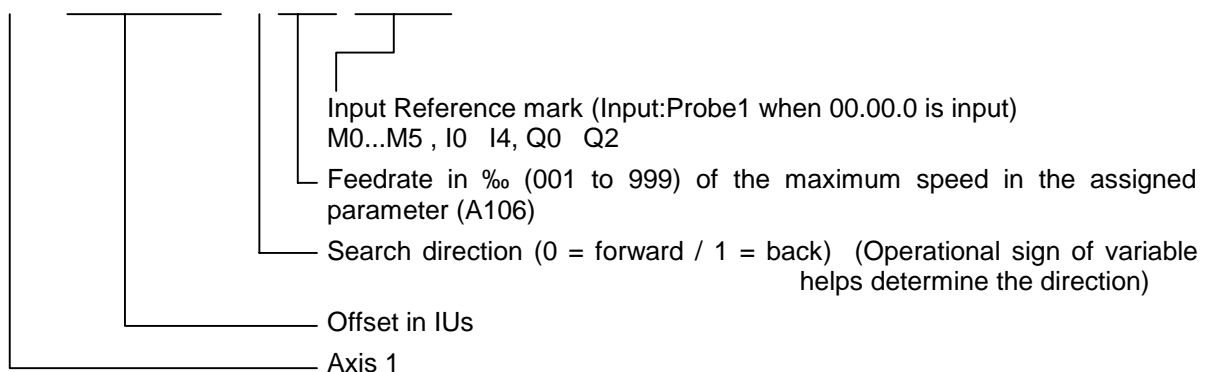 Input Reference mark (Input:Probe1 when 00.00.0 is input)
M0...M5 , I0 I4, Q0 Q2
Feedrate in ‰ (001 to 999) of the maximum speed in the assigned
parameter (A106)
Search direction (0 = forward / 1 = back) (Operational sign of variable
helps determine the direction)
Offset in IUs
Axis 1